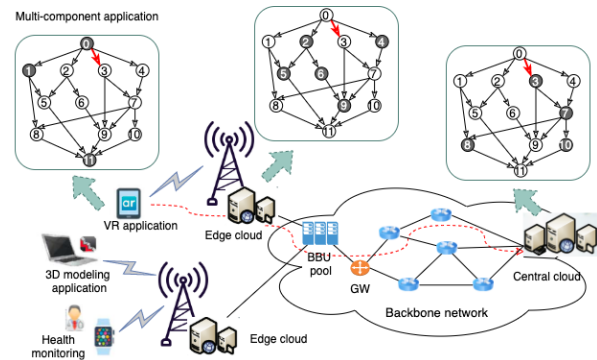 Multi-component application
0
1
2
3
4
5
6
7
8
9
10
11
0
1
2
3
4
5
6
7
8
9
10
11
0
1
2
3
4
5
6
7
8
9
10
11
ar
VR application
Edge cloud
BBU
pool
GW
Central cloud
Backbone network
3D modeling
application
Health
monitoring
Edge cloud